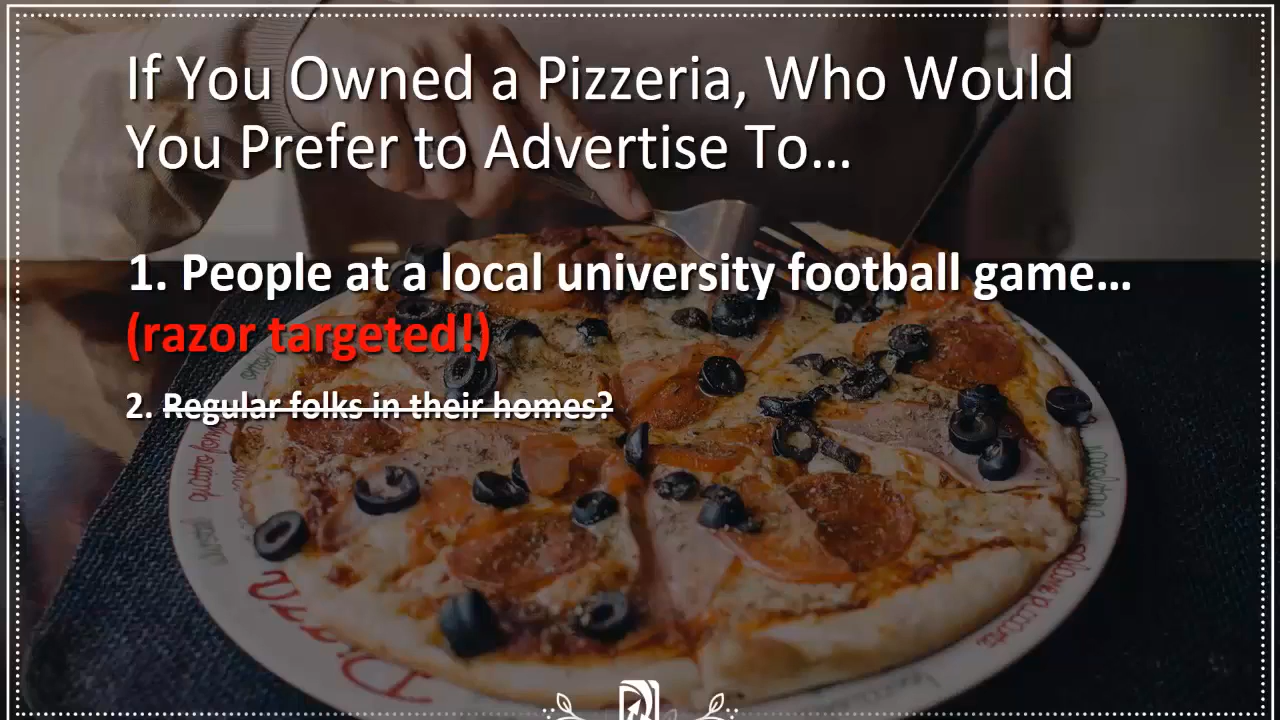 If You Owned a Pizzeria, Who Would
You Prefer to Advertise To...
1. People at a local university football game...
(razor targeted!)
2. Regular folks in their homes?
Pizza